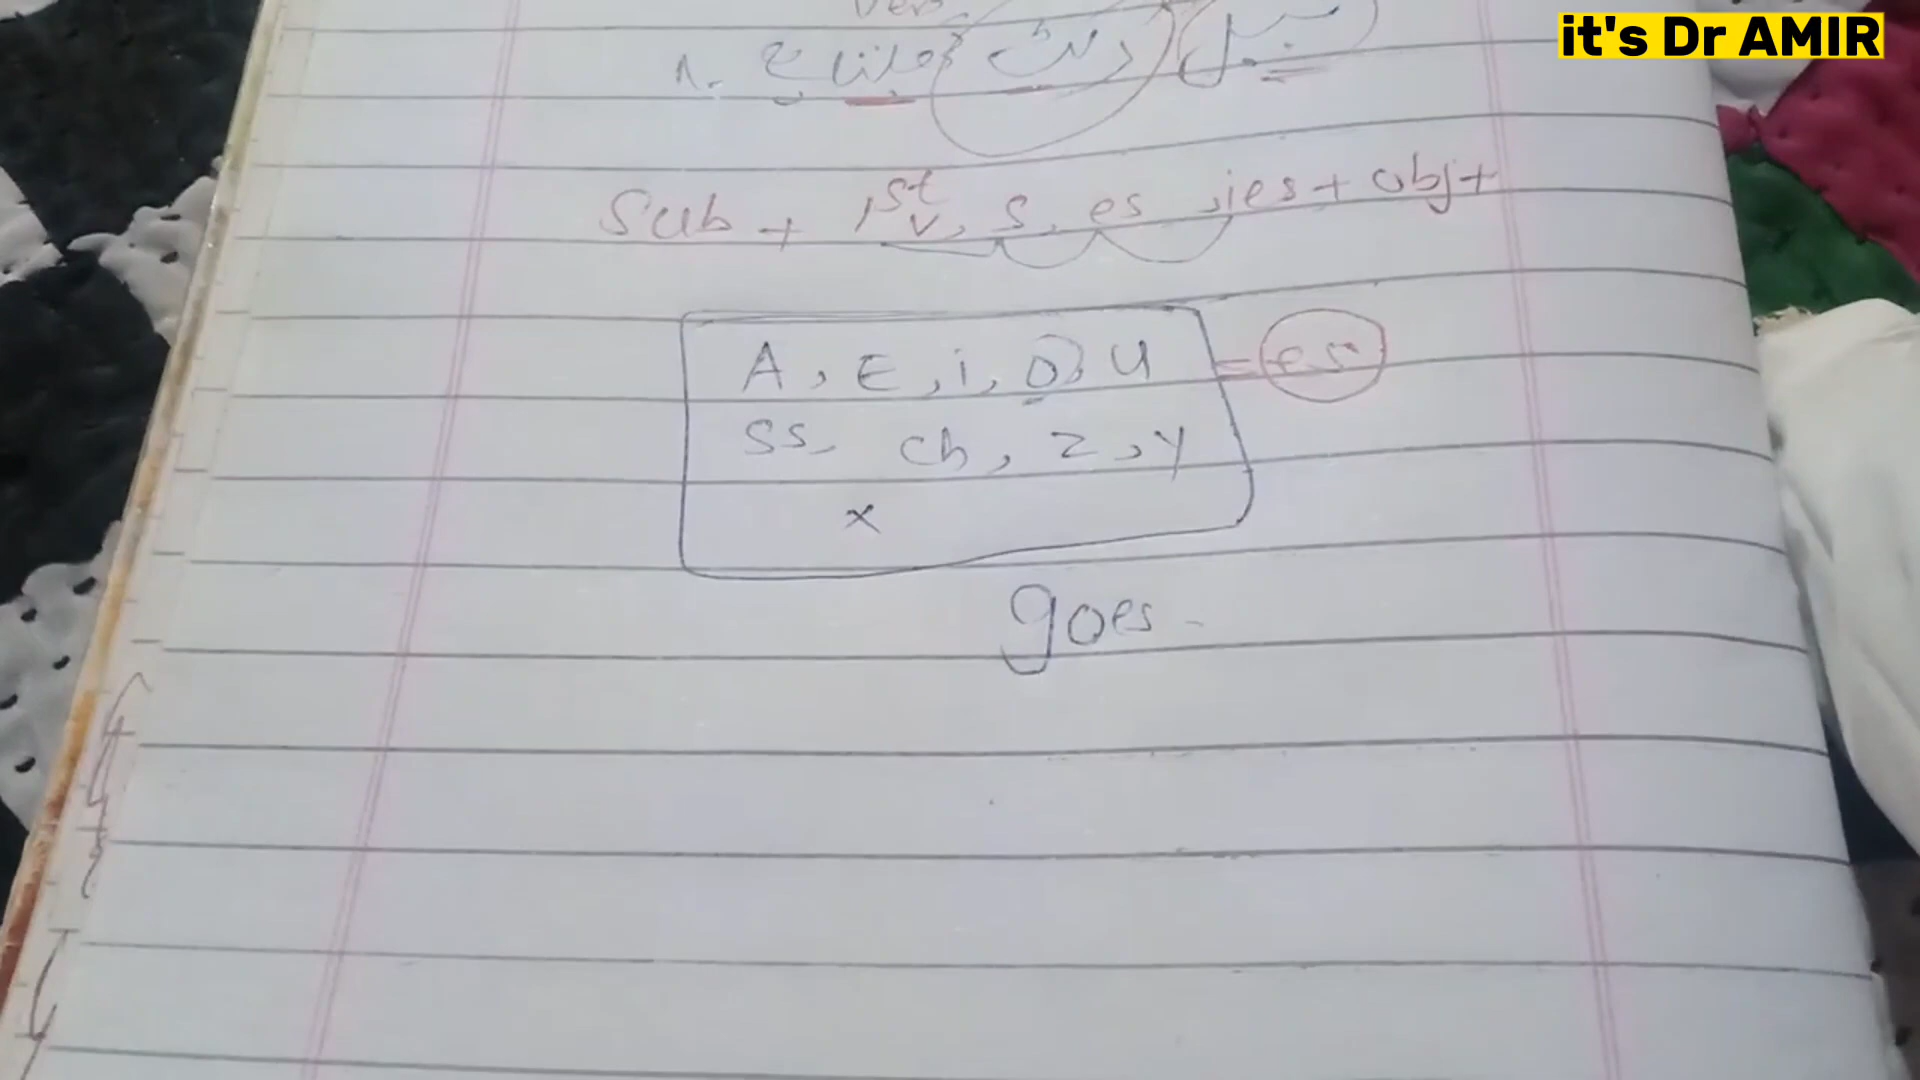 it's Dr AMIR
Sub + 1st v, s, es, ies + obj +
A, E, i, O, U = es
ss, ch, z, y
x
goes -